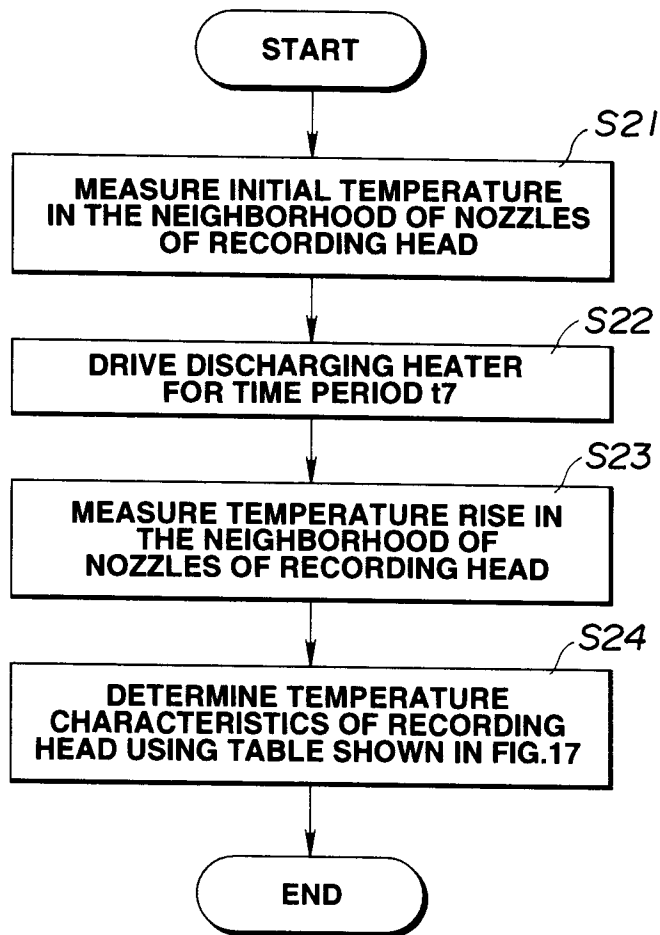 START
S21
MEASURE INITIAL TEMPERATURE
IN THE NEIGHBORHOOD OF NOZZLES
OF RECORDING HEAD
S22
DRIVE DISCHARGING HEATER
FOR TIME PERIOD t7
S23
MEASURE TEMPERATURE RISE IN
THE NEIGHBORHOOD OF
NOZZLES OF RECORDING HEAD
S24
DETERMINE TEMPERATURE
CHARACTERISTICS OF RECORDING
HEAD USING TABLE SHOWN IN FIG.17
END